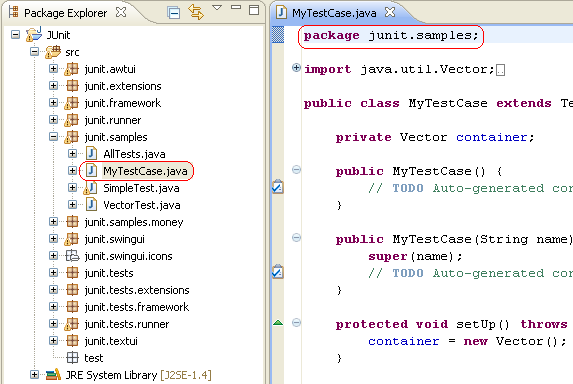 Package Explorer
MyTestCase.java
JUnit
src
junit.awtui
junit.extensions
junit.framework
junit.runner
junit.samples
AllTests.java
MyTestCase.java
SimpleTest.java
VectorTest.java
junit.samples.money
junit.swingui
junit.swingui.icons
junit.tests
junit.tests.extensions
junit.tests.framework
junit.tests.runner
junit.textui
test
JRE System Library [J2SE-1.4]
package junit.samples;
import java.util.Vector;
public class MyTestCase extends Te
private Vector container;
public MyTestCase() {
// TODO Auto-generated con
}
public MyTestCase(String name)
super(name);
// TODO Auto-generated con
}
protected void setUp() throws
container = new Vector();
}